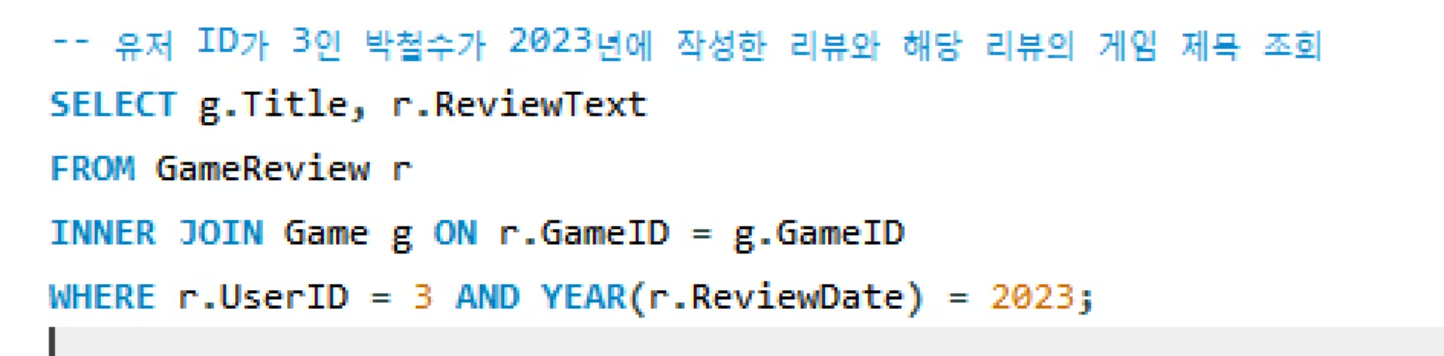 -- 유저 ID가 3인 박철수가 2023년에 작성한 리뷰와 해당 리뷰의 게임 제목 조회
SELECT g.Title, r.ReviewText
FROM GameReview r
INNER JOIN Game g ON r.GameID = g.GameID
WHERE r.UserID = 3 AND YEAR(r.ReviewDate) = 2023;